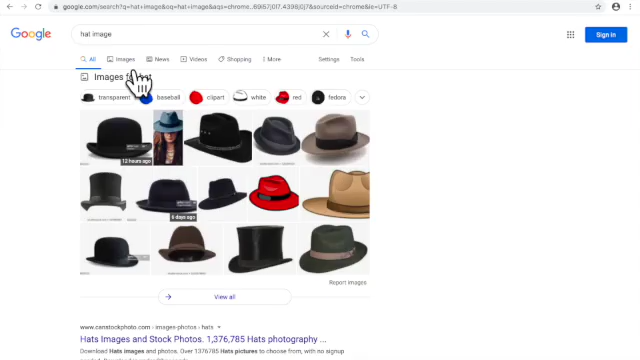 google.com/search?q=hat+image&oq=hat+image&aqs=chrome..69i57j0l7.4398j0j7&sourceid=chrome&ie=UTF-8
Google
hat image
Sign in
All
Images
News
Videos
Shopping
More
Settings
Tools
Images
transparent
baseball
clipart
white
red
fedora
12 hours ago
6 days ago
Report images
View all
www.canstockphoto.com › images-photos › hats
Hats Images and Stock Photos. 1,376,785 Hats photography ...
Download Hats images and photos. Over 1376785 Hats pictures to choose from, with no signup